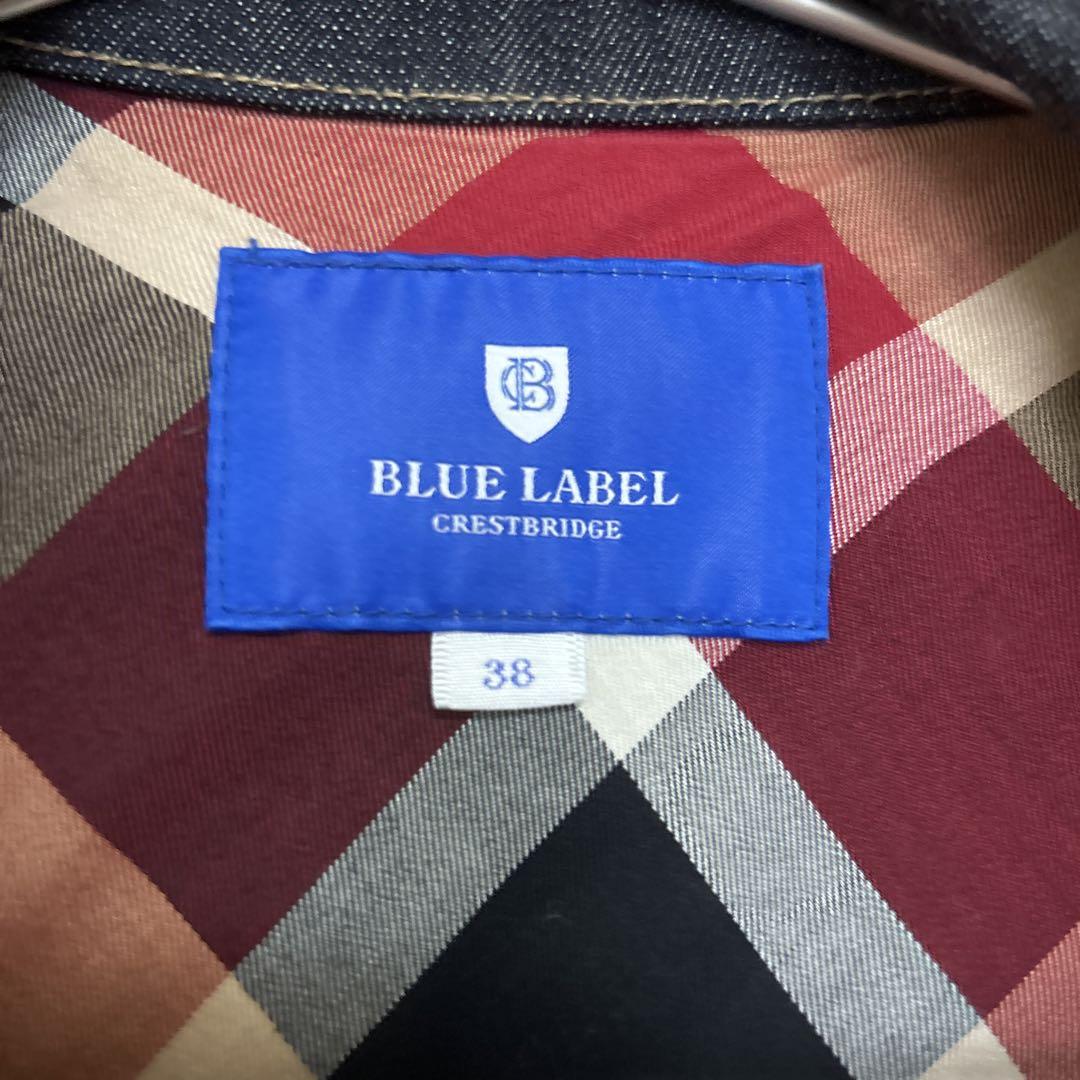 CB
BLUE LABEL
CRESTBRIDGE
38